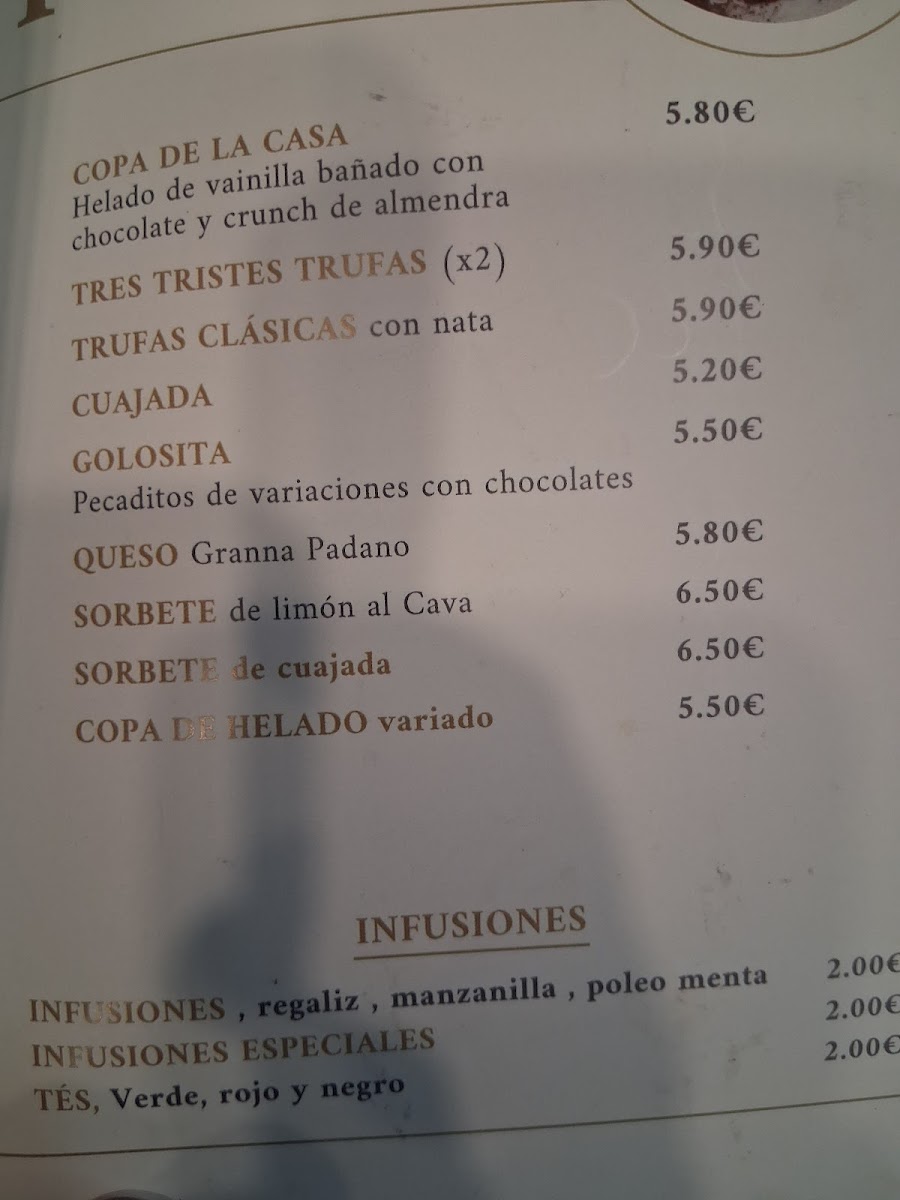 COPA DE LA CASA 5.80€
Helado de vainilla bañado con
chocolate y crunch de almendra
TRES TRISTES TRUFAS (x2) 5.90€
TRUFAS CLÁSICAS con nata 5.90€
CUAJADA 5.20€
GOLOSITA 5.50€
Pecaditos de variaciones con chocolates
QUESO Granna Padano 5.80€
SORBETE de limón al Cava 6.50€
SORBETE de cuajada 6.50€
COPA DE HELADO variado 5.50€
INFUSIONES
INFUSIONES , regaliz , manzanilla , poleo menta 2.00€
INFUSIONES ESPECIALES 2.00€
TÉS, Verde, rojo y negro 2.00€